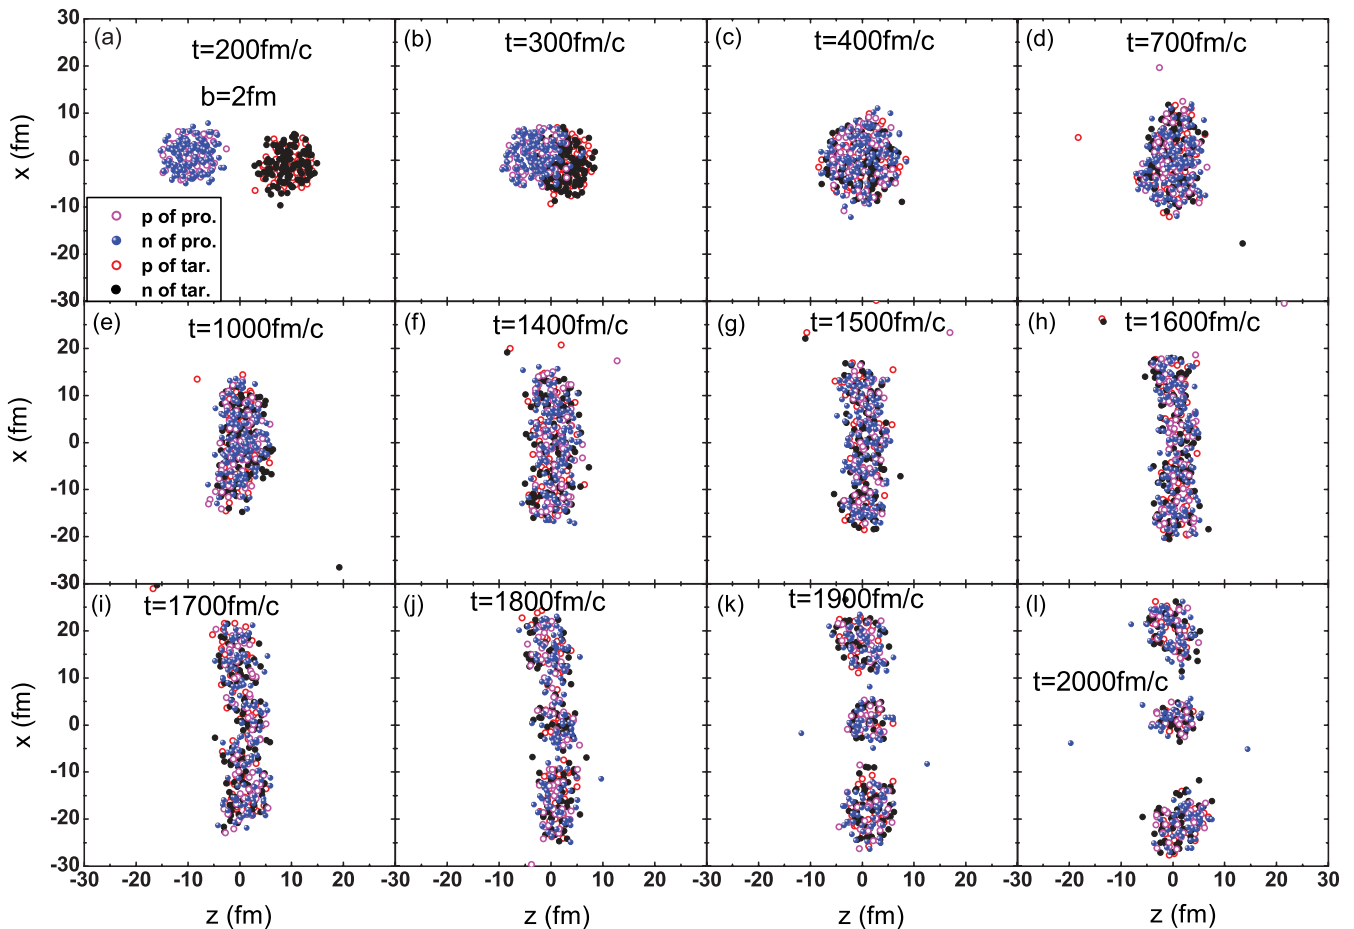 (a)
t=200fm/c
b=2fm
p of pro.
n of pro.
p of tar.
n of tar.
(b)
t=300fm/c
(c)
t=400fm/c
(d)
t=700fm/c
30
20
10
0
-10
-20
-30
x (fm)
(e)
t=1000fm/c
(f)
t=1400fm/c
(g)
t=1500fm/c
(h)
t=1600fm/c
20
10
0
-10
-20
-30
x (fm)
(i)
t=1700fm/c
(j)
t=1800fm/c
(k)
t=1900fm/c
(l)
t=2000fm/c
20
10
0
-10
-20
-30
x (fm)
-30 -20 -10 0 10 20 30 -20 -10 0 10 20 30 -20 -10 0 10 20 30 -20 -10 0 10 20 30
z (fm) z (fm) z (fm) z (fm)